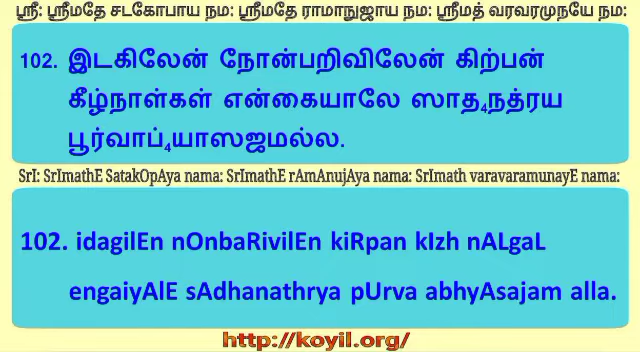 ஸ்ரீ: ஸ்ரீமதே சடகோபாய நம: ஸ்ரீமதே ராமாநுஜாய நம: ஸ்ரீமத் வரவரமுநயே நம:
102. இடகிலேன் நோன்பறிவிலேன் கிற்பன்
கீழ்நாள்கள் என்கையாலே ஸாத₄நத்ரய
பூர்வாப்₄யாஸஜமல்ல.
SrI: SrImathE SatakOpAya nama: SrImathE rAmAnujAya nama: SrImath varavaramunayE nama:
102. idagilEn nOnbaRivilEn kiRpan kIzh nALgaL
engaiyAlE sAdhanathrya pUrva abhyAsajam alla.
http://koyil.org/